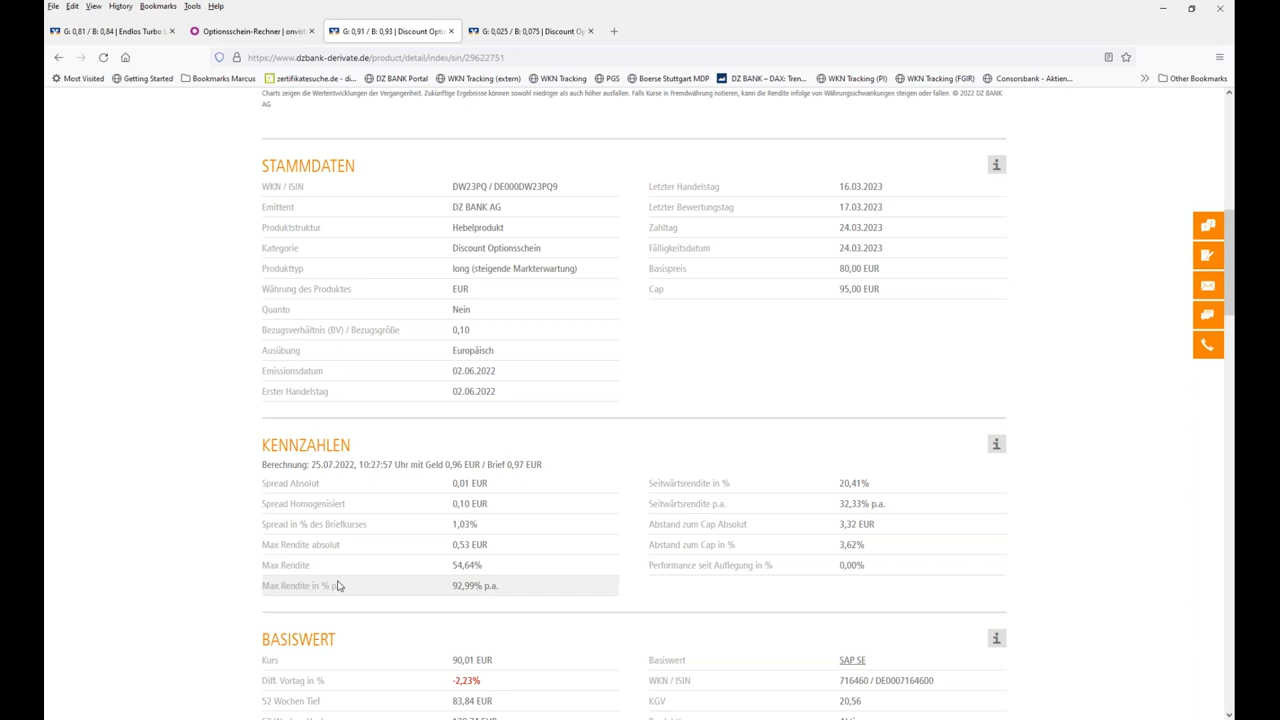 File Edit View History Bookmarks Tools Help
G: 0,81 / B: 0,84 | Endlos Turbo L
Optionsschein-Rechner | onvist
G: 0,91 / B: 0,93 | Discount Optio
G: 0,025 / B: 0,075 | Discount Op
https://www.dzbank-derivate.de/product/detail/index/sin/29622751
Most Visited Getting Started Bookmarks Marcus zertifikatesuche.de - di... DZ BANK Portal WKN Tracking (extern) WKN Tracking PGS Boerse Stuttgart MDP DZ BANK – DAX: Tren... WKN Tracking (PI) WKN Tracking (FGIR) Consorsbank - Aktien... Other Bookmarks
Charts zeigen die Wertentwicklungen der Vergangenheit. Zukünftige Ergebnisse können sowohl niedriger als auch höher ausfallen. Falls Kurse in Fremdwährung notieren, kann die Rendite infolge von Währungsschwankungen steigen oder fallen. © 2022 DZ BANK
AG
STAMMDATEN
WKN / ISIN DW23PQ / DE000DW23PQ9 Letzter Handelstag 16.03.2023
Emittent DZ BANK AG Letzter Bewertungstag 17.03.2023
Produktstruktur Hebelprodukt Zahltag 24.03.2023
Kategorie Discount Optionsschein Fälligkeitsdatum 24.03.2023
Produkttyp long (steigende Markterwartung) Basispreis 80,00 EUR
Währung des Produktes EUR Cap 95,00 EUR
Quanto Nein
Bezugsverhältnis (BV) / Bezugsgröße 0,10
Ausübung Europäisch
Emissionsdatum 02.06.2022
Erster Handelstag 02.06.2022
KENNZAHLEN
Berechnung: 25.07.2022, 10:27:57 Uhr mit Geld 0,96 EUR / Brief 0,97 EUR
Spread Absolut 0,01 EUR Seitwärtsrendite in % 20,41%
Spread Homogenisiert 0,10 EUR Seitwärtsrendite p.a. 32,33% p.a.
Spread in % des Briefkurses 1,03% Abstand zum Cap Absolut 3,32 EUR
Max Rendite absolut 0,53 EUR Abstand zum Cap in % 3,62%
Max Rendite 54,64% Performance seit Auflegung in % 0,00%
Max Rendite in % p 92,99% p.a.
BASISWERT
Kurs 90,01 EUR Basiswert SAP SE
Diff. Vortag in % -2,23% WKN / ISIN 716460 / DE0007164600
52 Wochen Tief 83,84 EUR KGV 20,56